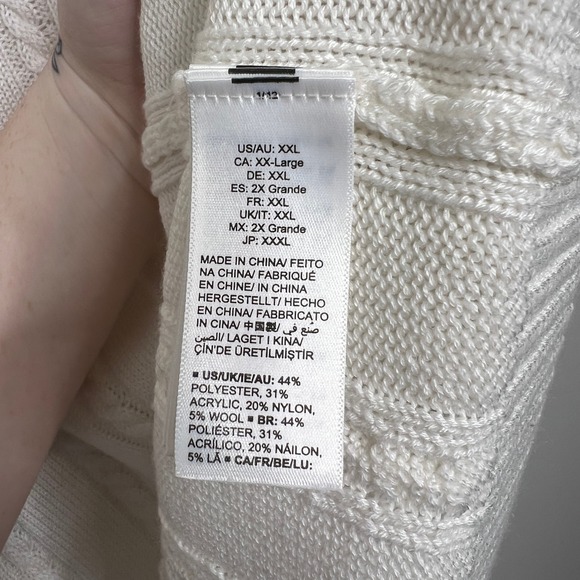 1/12
US/AU: XXL
CA: XX-Large
DE: XXL
ES: 2X Grande
FR: XXL
UK/IT: XXL
MX: 2X Grande
JP: XXXL
MADE IN CHINA/ FEITO
NA CHINA/ FABRIQUÉ
EN CHINE/ IN CHINA
HERGESTELLT/ HECHO
EN CHINA/ FABBRICATO
IN CINA/ 中国製/ صنع في
الصين/ LAGET I KINA/
ÇİN'DE ÜRETİLMİŞTİR
■ US/UK/IE/AU: 44%
POLYESTER, 31%
ACRYLIC, 20% NYLON,
5% WOOL ■ BR: 44%
POLIÉSTER, 31%
ACRÍLICO, 20% NÁILON,
5% LÃ ■ CA/FR/BE/LU: